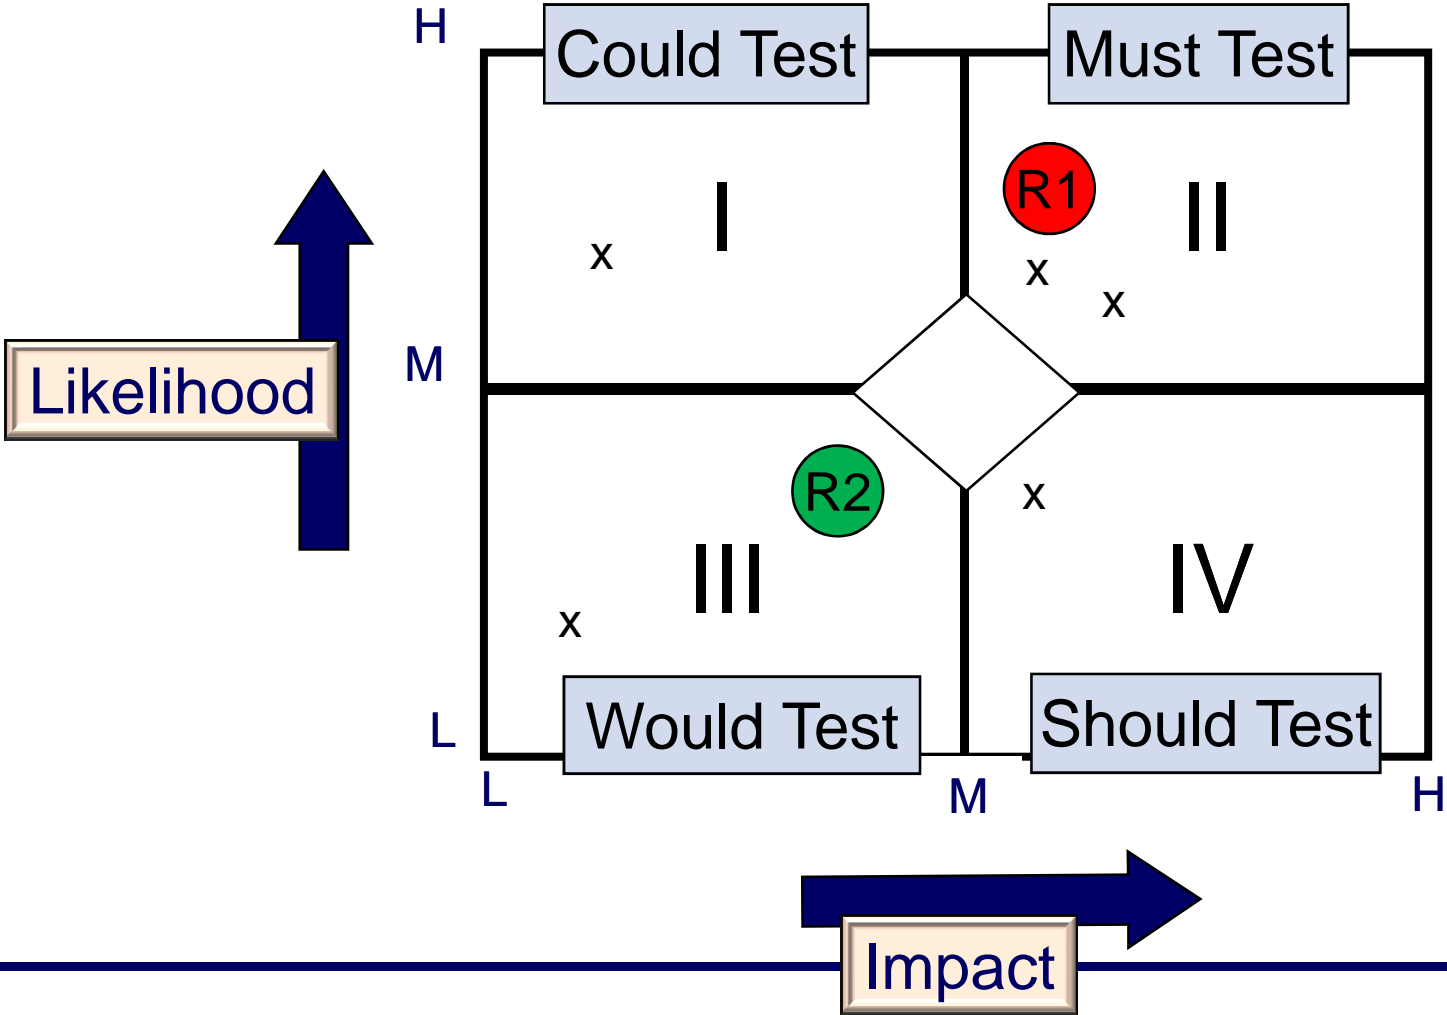 H
Could Test
Must Test
R1
I
II
x
x
x
M
Likelihood
R2
x
III
IV
x
L
Would Test
Should Test
L
M
H
Impact